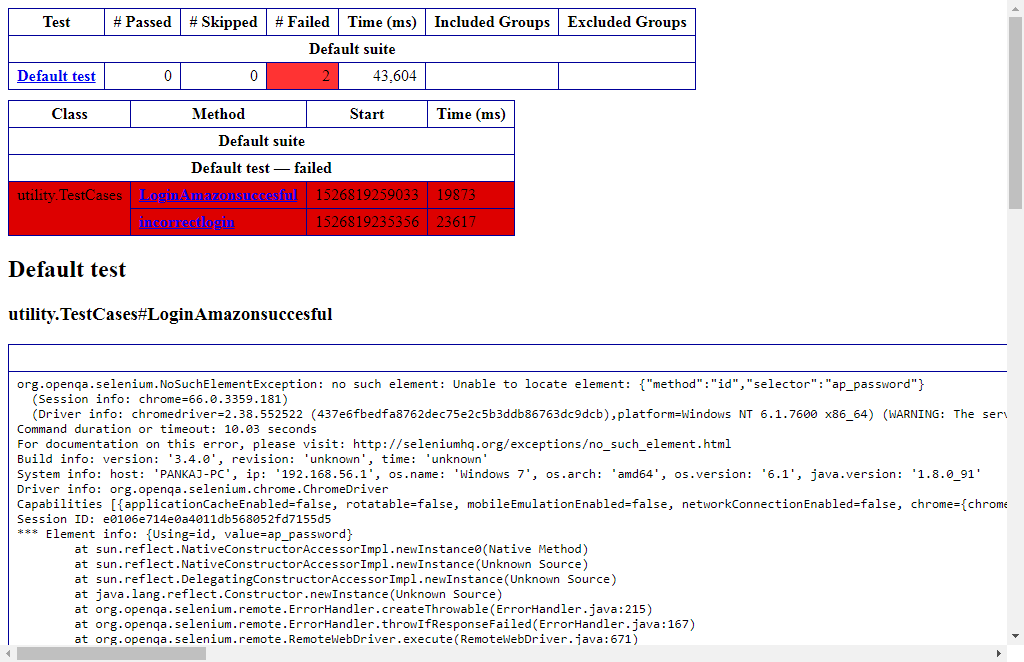 Test # Passed # Skipped # Failed Time (ms) Included Groups Excluded Groups
Default suite
Default test 0 0 2 43,604
Class Method Start Time (ms)
Default suite
Default test — failed
utility.TestCases LoginAmazonsuccesful 1526819259033 19873
incorrectlogin 1526819235356 23617
Default test
utility.TestCases#LoginAmazonsuccesful
org.openqa.selenium.NoSuchElementException: no such element: Unable to locate element: {"method":"id","selector":"ap_password"}
(Session info: chrome=66.0.3359.181)
(Driver info: chromedriver=2.38.552522 (437e6fbedfa8762dec75e2c5b3ddb86763dc9dcb),platform=Windows NT 6.1.7600 x86_64) (WARNING: The serv
Command duration or timeout: 10.03 seconds
For documentation on this error, please visit: http://seleniumhq.org/exceptions/no_such_element.html
Build info: version: '3.4.0', revision: 'unknown', time: 'unknown'
System info: host: 'PANKAJ-PC', ip: '192.168.56.1', os.name: 'Windows 7', os.arch: 'amd64', os.version: '6.1', java.version: '1.8.0_91'
Driver info: org.openqa.selenium.chrome.ChromeDriver
Capabilities [{applicationCacheEnabled=false, rotatable=false, mobileEmulationEnabled=false, networkConnectionEnabled=false, chrome={chrome
Session ID: e0106e714e0a4011db568052fd7155d5
*** Element info: {Using=id, value=ap_password}
at sun.reflect.NativeConstructorAccessorImpl.newInstance0(Native Method)
at sun.reflect.NativeConstructorAccessorImpl.newInstance(Unknown Source)
at sun.reflect.DelegatingConstructorAccessorImpl.newInstance(Unknown Source)
at java.lang.reflect.Constructor.newInstance(Unknown Source)
at org.openqa.selenium.remote.ErrorHandler.createThrowable(ErrorHandler.java:215)
at org.openqa.selenium.remote.ErrorHandler.throwIfResponseFailed(ErrorHandler.java:167)
at org.openqa.selenium.remote.RemoteWebDriver.execute(RemoteWebDriver.java:671)